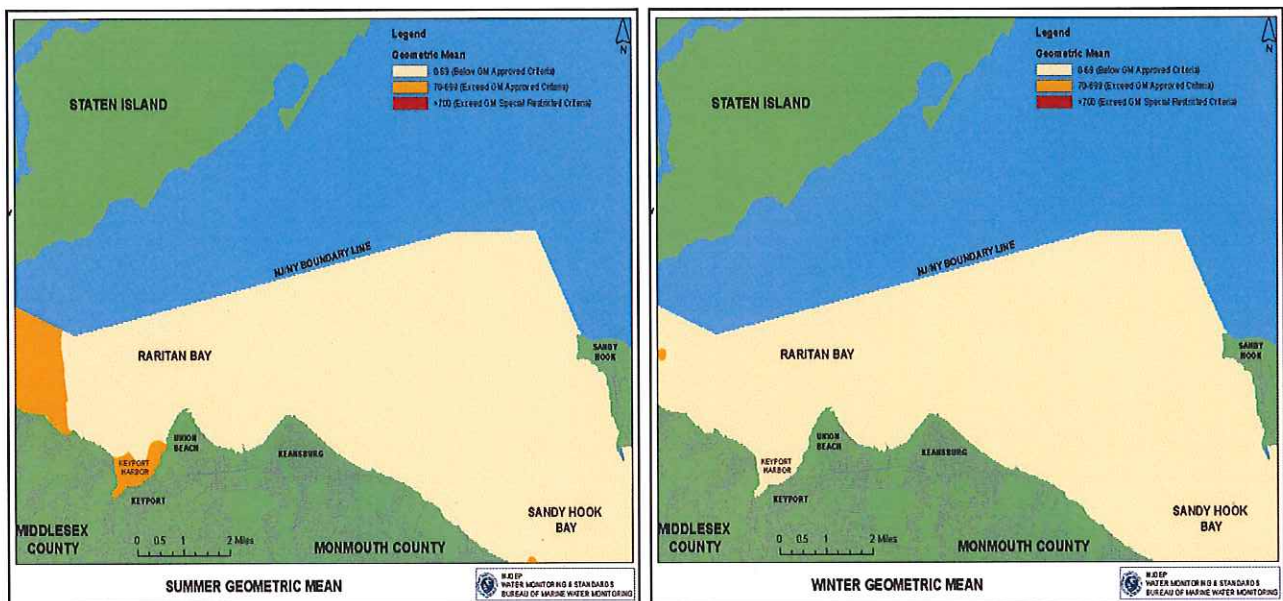 Legend
Geometric Mean
0-69 (Below GM Approved Criteria)
70-699 (Exceed GM Approved Criteria)
>700 (Exceed GM Special Restricted Criteria)
N
STATEN ISLAND
NJ/NY BOUNDARY LINE
RARITAN BAY
SANDY
HOOK
UNION
BEACH
KEYPORT
HARBOR
KEANSBURG
KEYPORT
SANDY HOOK
BAY
MIDDLESEX
COUNTY
0 0.5 1 2 Miles
MONMOUTH COUNTY
SUMMER GEOMETRIC MEAN
NJDEP
WATER MONITORING & STANDARDS
BUREAU OF MARINE WATER MONITORING
Legend
Geometric Mean
0-69 (Below GM Approved Criteria)
70-699 (Exceed GM Approved Criteria)
>700 (Exceed GM Special Restricted Criteria)
N
STATEN ISLAND
NJ/NY BOUNDARY LINE
RARITAN BAY
SANDY
HOOK
UNION
BEACH
KEYPORT
HARBOR
KEANSBURG
KEYPORT
SANDY HOOK
BAY
MIDDLESEX
COUNTY
0 0.5 1 2 Miles
MONMOUTH COUNTY
WINTER GEOMETRIC MEAN
NJDEP
WATER MONITORING & STANDARDS
BUREAU OF MARINE WATER MONITORING